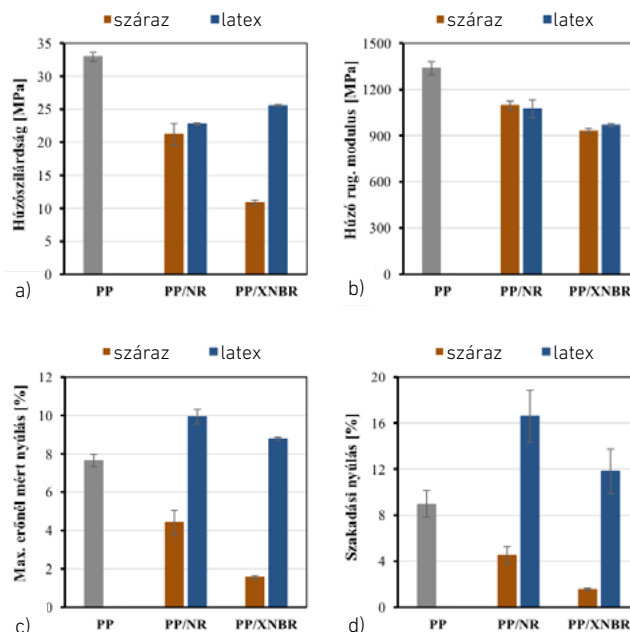 száraz latex
35
30
25
20
15
10
5
0
Húzószilárdság [MPa]
PP PP/NR PP/XNBR
a)
száraz latex
1500
1200
900
600
300
0
Húzó rug. modulus [MPa]
PP PP/NR PP/XNBR
b)
száraz latex
12
10
8
6
4
2
0
Max. erőnél mért nyúlás [%]
PP PP/NR PP/XNBR
c)
száraz latex
20
16
12
8
4
0
Szakadási nyúlás [%]
PP PP/NR PP/XNBR
d)